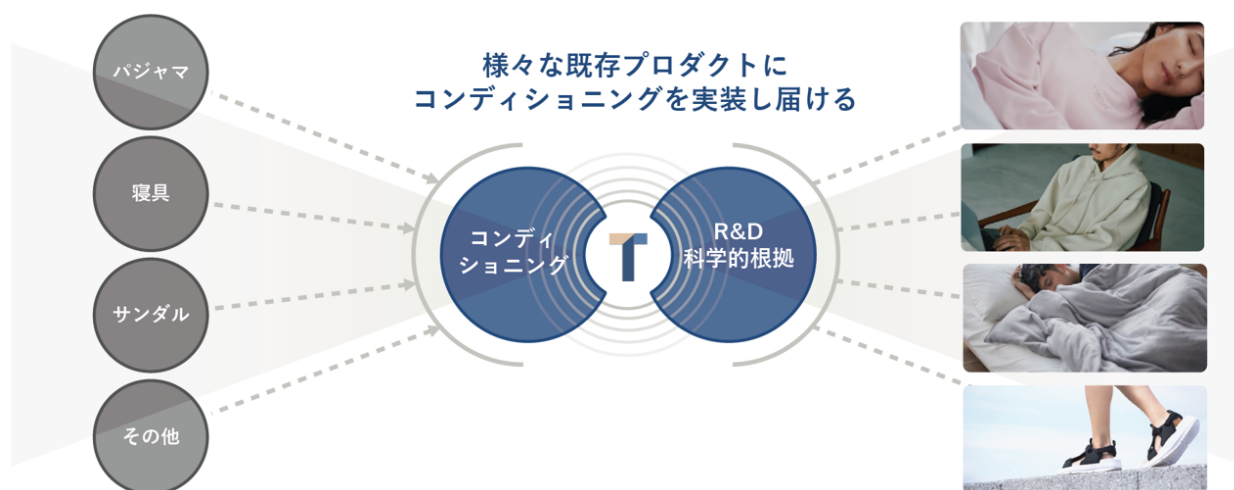 様々な既存プロダクトに
コンディショニングを実装し届ける
パジャマ
寝具
サンダル
その他
コンディ
ショニング
T
R&D
科学的根拠